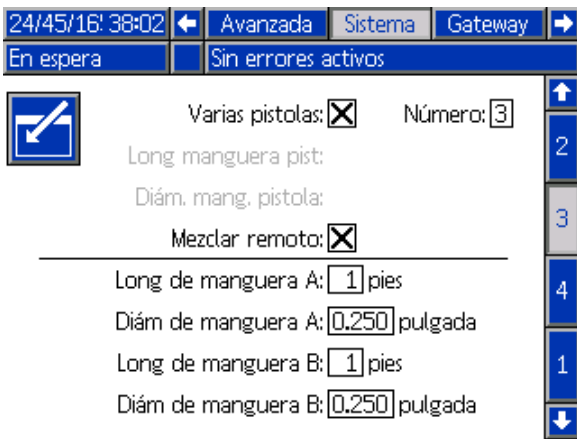 24/45/16! 38:02 Avanzada Sistema Gateway
En espera Sin errores activos
Varias pistolas: Número: 3
Long manguera pist:
Diám. mang. pistola:
Mezclar remoto:
Long de manguera A: 1 pies
Diám de manguera A: 0.250 pulgada
Long de manguera B: 1 pies
Diám de manguera B: 0.250 pulgada
2
3
4
1